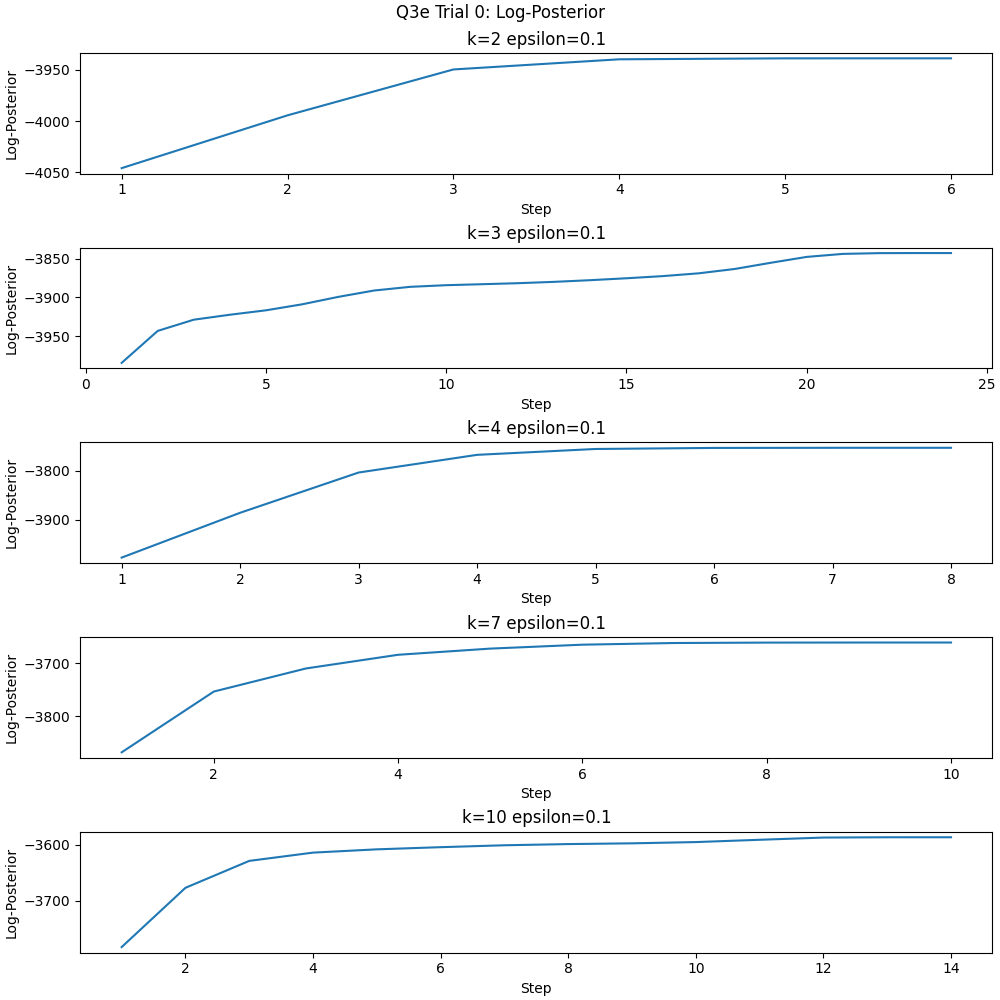 Q3e Trial 0: Log-Posterior
k=2 epsilon=0.1
Log-Posterior
−3950
−4000
−4050
1 2 3 4 5 6
Step
k=3 epsilon=0.1
Log-Posterior
−3850
−3900
−3950
0 5 10 15 20 25
Step
k=4 epsilon=0.1
Log-Posterior
−3800
−3900
1 2 3 4 5 6 7 8
Step
k=7 epsilon=0.1
Log-Posterior
−3700
−3800
2 4 6 8 10
Step
k=10 epsilon=0.1
Log-Posterior
−3600
−3700
2 4 6 8 10 12 14
Step